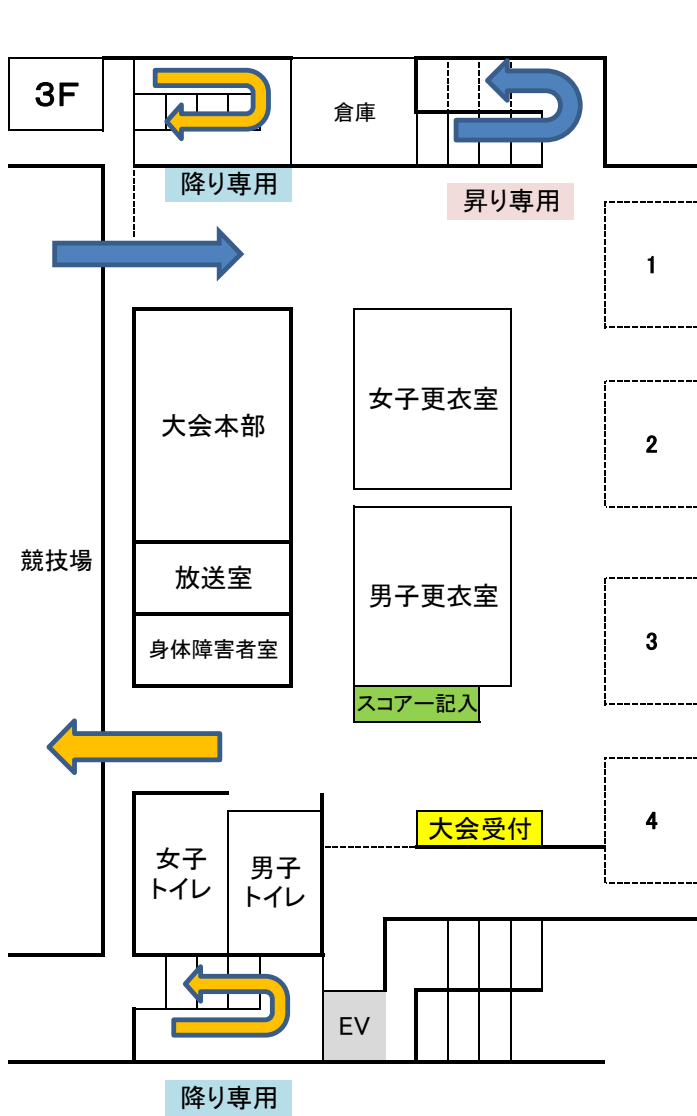 3F
倉庫
降り専用
昇り専用
1
女子更衣室
大会本部
2
競技場
放送室
男子更衣室
身体障害者室
3
スコアー記入
大会受付
4
女子
トイレ
男子
トイレ
EV
降り専用